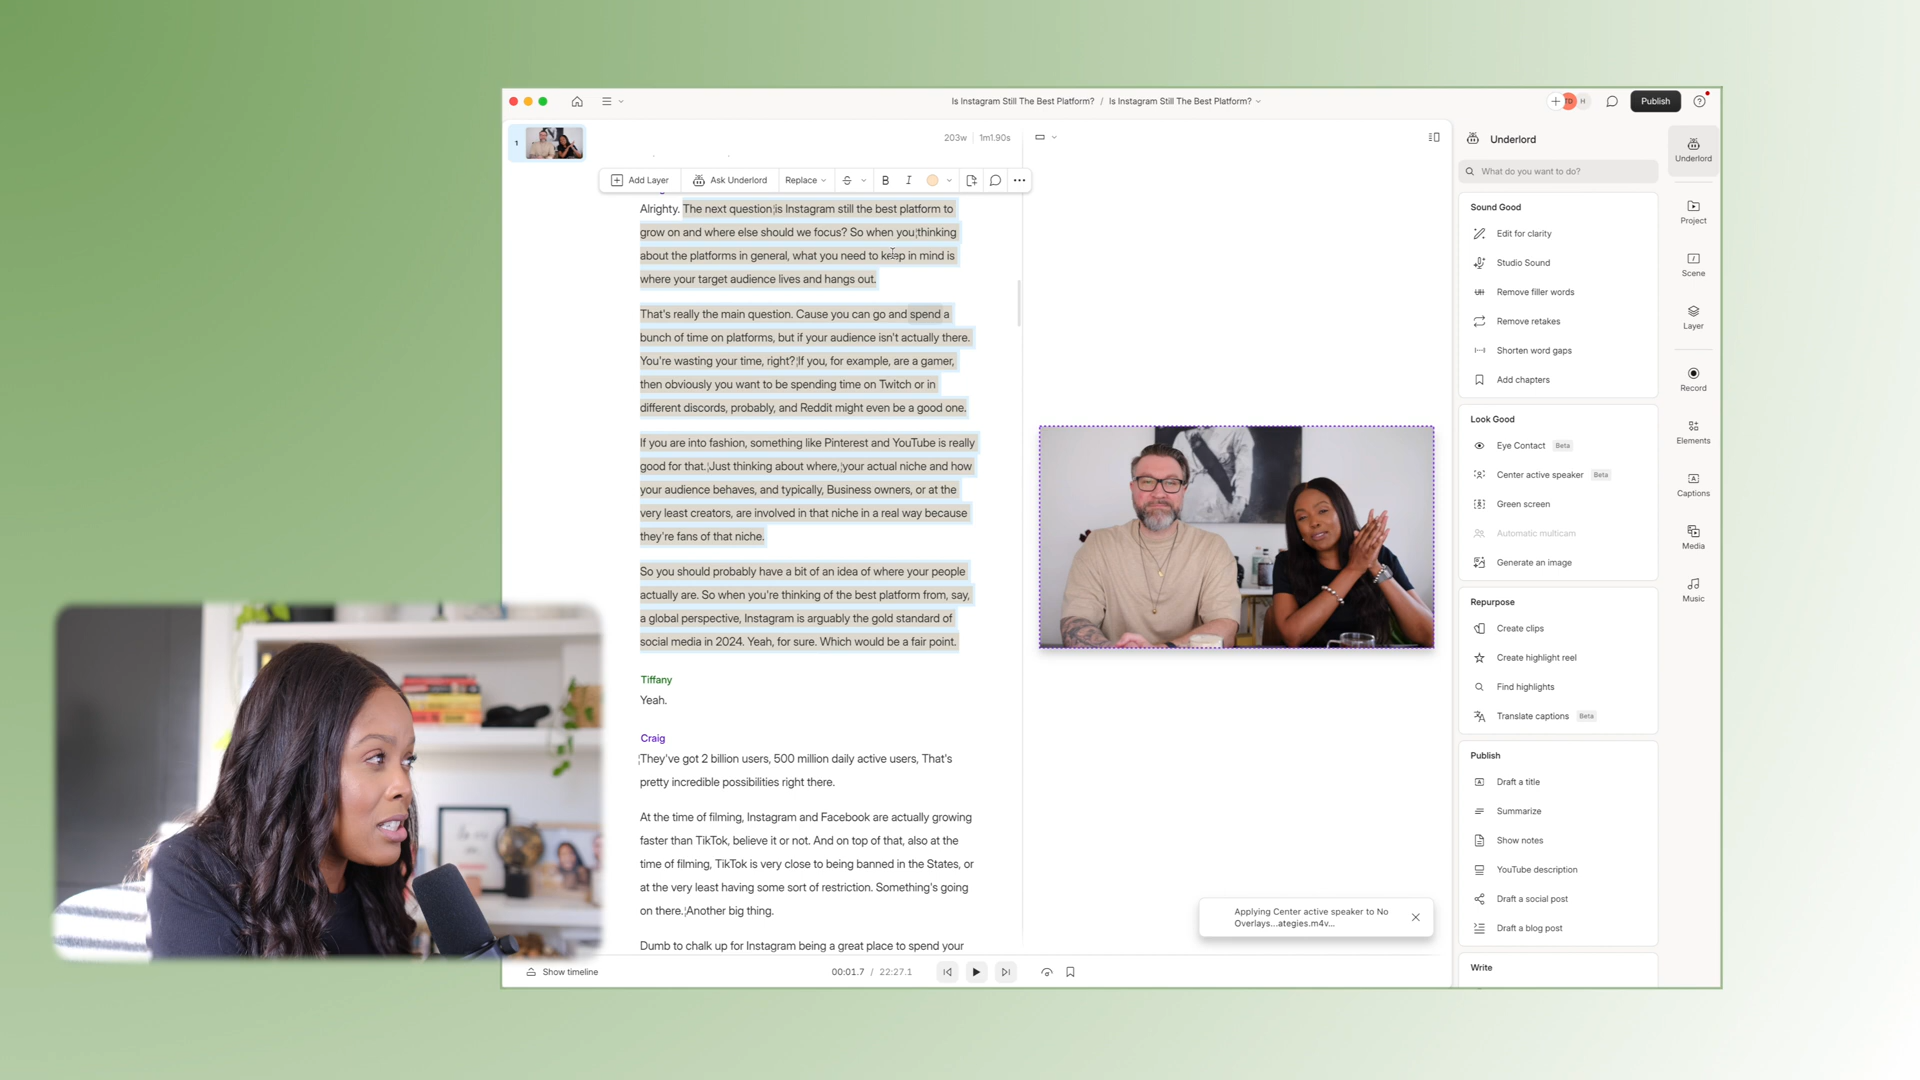 Is Instagram Still The Best Platform? / Is Instagram Still The Best Platform?
H
Publish
1
203w 1m1.90s
Add Layer Ask Underlord Replace S B I
Alrighty. The next question is Instagram still the best platform to
grow on and where else should we focus? So when you thinking
about the platforms in general, what you need to keep in mind is
where your target audience lives and hangs out.
That's really the main question. Cause you can go and spend a
bunch of time on platforms, but if your audience isn't actually there.
You're wasting your time, right? If you, for example, are a gamer,
then obviously you want to be spending time on Twitch or in
different discords, probably, and Reddit might even be a good one.
If you are into fashion, something like Pinterest and YouTube is really
good for that. Just thinking about where, your actual niche and how
your audience behaves, and typically, Business owners, or at the
very least creators, are involved in that niche in a real way because
they're fans of that niche.
So you should probably have a bit of an idea of where your people
actually are. So when you're thinking of the best platform from, say,
a global perspective, Instagram is arguably the gold standard of
social media in 2024. Yeah, for sure. Which would be a fair point.
Tiffany
Yeah.
Craig
They've got 2 billion users, 500 million daily active users, That's
pretty incredible possibilities right there.
At the time of filming, Instagram and Facebook are actually growing
faster than TikTok, believe it or not. And on top of that, also at the
time of filming, TikTok is very close to being banned in the States, or
at the very least having some sort of restriction. Something's going
on there. Another big thing.
Dumb to chalk up for Instagram being a great place to spend your
Show timeline
00:01.7 / 22:27.1
Applying Center active speaker to No
Overlays...ategies.m4v...
Underlord
What do you want to do?
Sound Good
Edit for clarity
Studio Sound
Remove filler words
Remove retakes
Shorten word gaps
Add chapters
Look Good
Eye Contact Beta
Center active speaker Beta
Green screen
Automatic multicam
Generate an image
Repurpose
Create clips
Create highlight reel
Find highlights
Translate captions Beta
Publish
Draft a title
Summarize
Show notes
YouTube description
Draft a social post
Draft a blog post
Write
Underlord
Project
Scene
Layer
Record
Elements
Captions
Media
Music